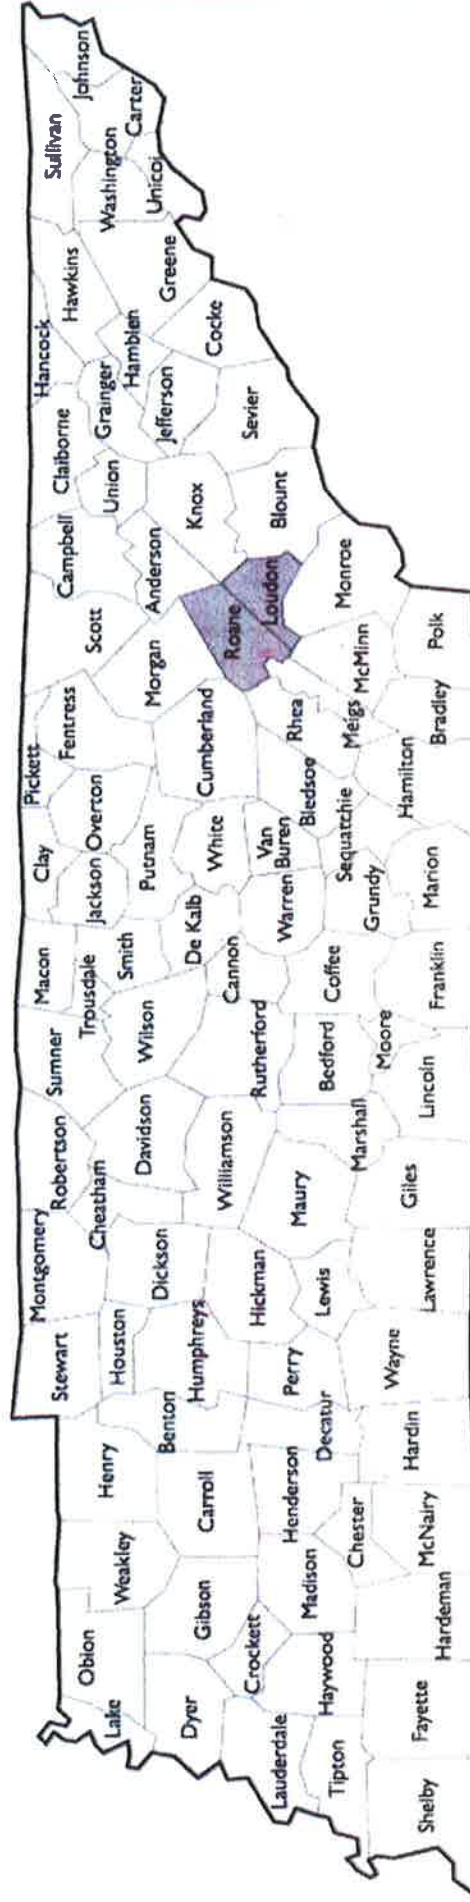 Lake
Obion
Weakley
Henry
Stewart
Montgomery
Robertson
Sumner
Macon
Clay
Pickett
Fentress
Scott
Campbell
Claiborne
Hancock
Hawkins
Sullivan
Johnson
Carter
Washington
Unicoi
Greene
Hamblen
Grainger
Union
Jefferson
Cocke
Sevier
Knox
Blount
Anderson
Morgan
Roane
Loudon
Monroe
McMinn
Polk
Bradley
Meigs
Rhea
Hamilton
Cumberland
Bledsoe
Sequatchie
Overton
Jackson
Putnam
White
Van
Buren
Warren
Grundy
Marion
De Kalb
Smith
Trousdale
Cannon
Coffee
Franklin
Wilson
Rutherford
Bedford
Moore
Lincoln
Davidson
Williamson
Marshall
Cheatham
Maury
Giles
Dickson
Hickman
Lewis
Lawrence
Houston
Humphreys
Perry
Wayne
Benton
Decatur
Hardin
Carroll
Henderson
Chester
McNairy
Gibson
Madison
Hardeman
Crockett
Haywood
Fayette
Dyer
Lauderdale
Tipton
Shelby